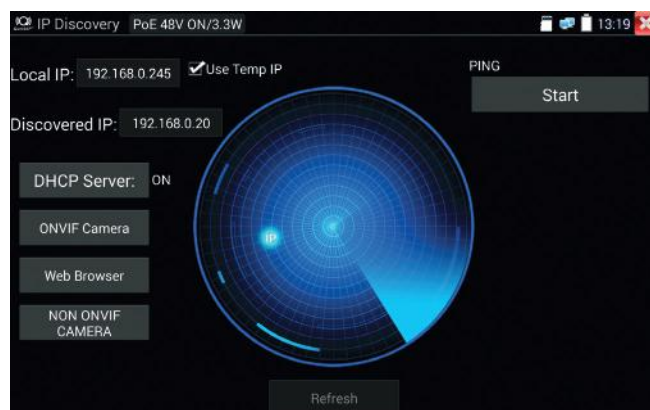 IP Discovery PoE 48V ON/3.3W 13:19
Local IP: 192.168.0.245 Use Temp IP
PING
Start
Discovered IP: 192.168.0.20
DHCP Server: ON
ONVIF Camera
IP
Web Browser
NON ONVIF
CAMERA
Refresh